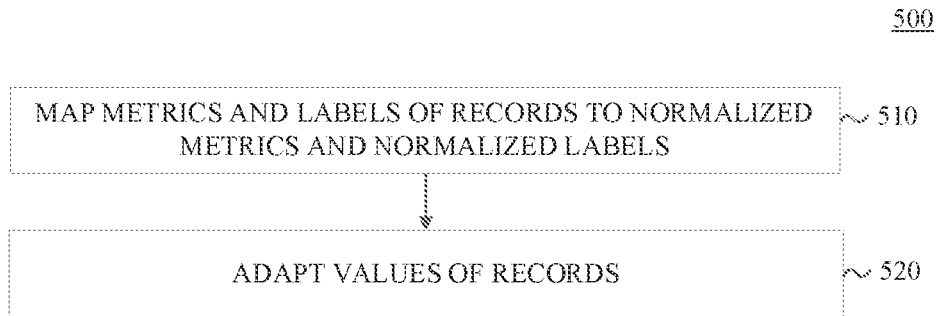 500
MAP METRICS AND LABELS OF RECORDS TO NORMALIZED
METRICS AND NORMALIZED LABELS
510
ADAPT VALUES OF RECORDS
520